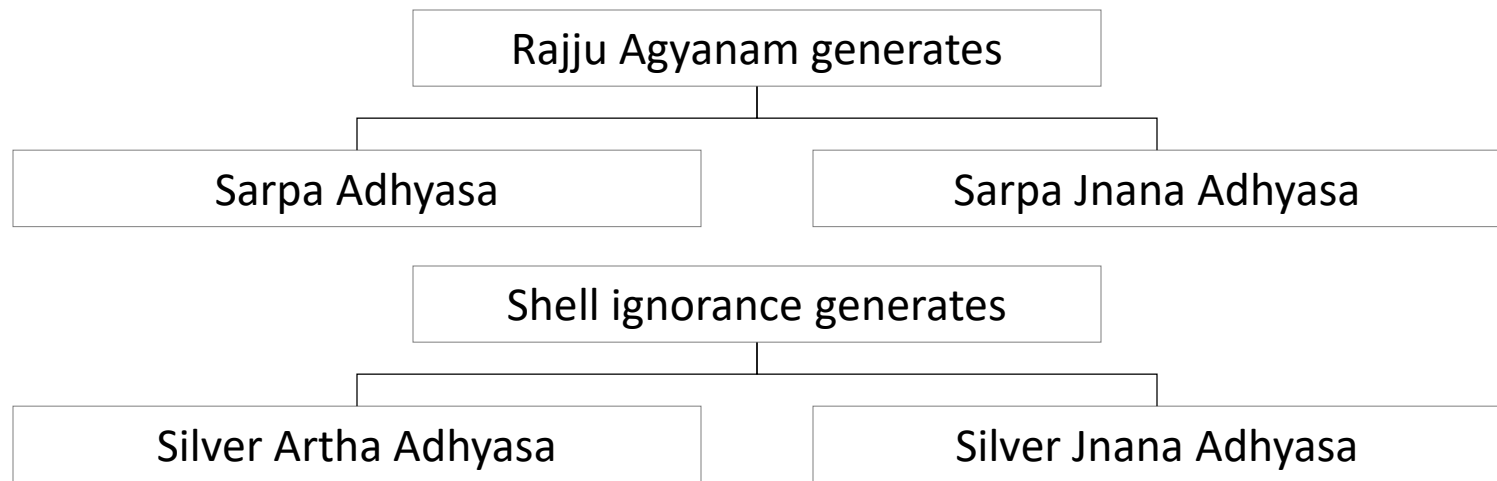 Rajju Agyanam generates
Sarpa Adhyasa
Sarpa Jnana Adhyasa
Shell ignorance generates
Silver Artha Adhyasa
Silver Jnana Adhyasa